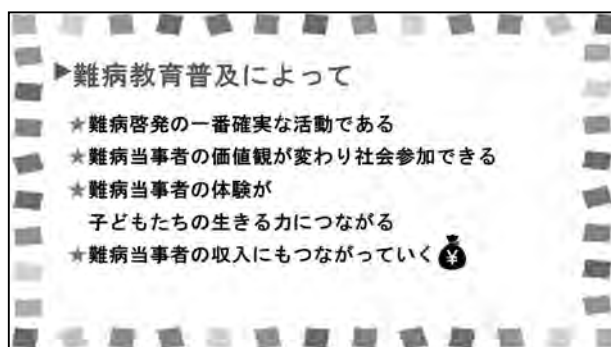 ▶難病教育普及によって
★難病啓発の一番確実な活動である
★難病当事者の価値観が変わり社会参加できる
★難病当事者の体験が
子どもたちの生きる力につながる
★難病当事者の収入にもつながっていく
¥